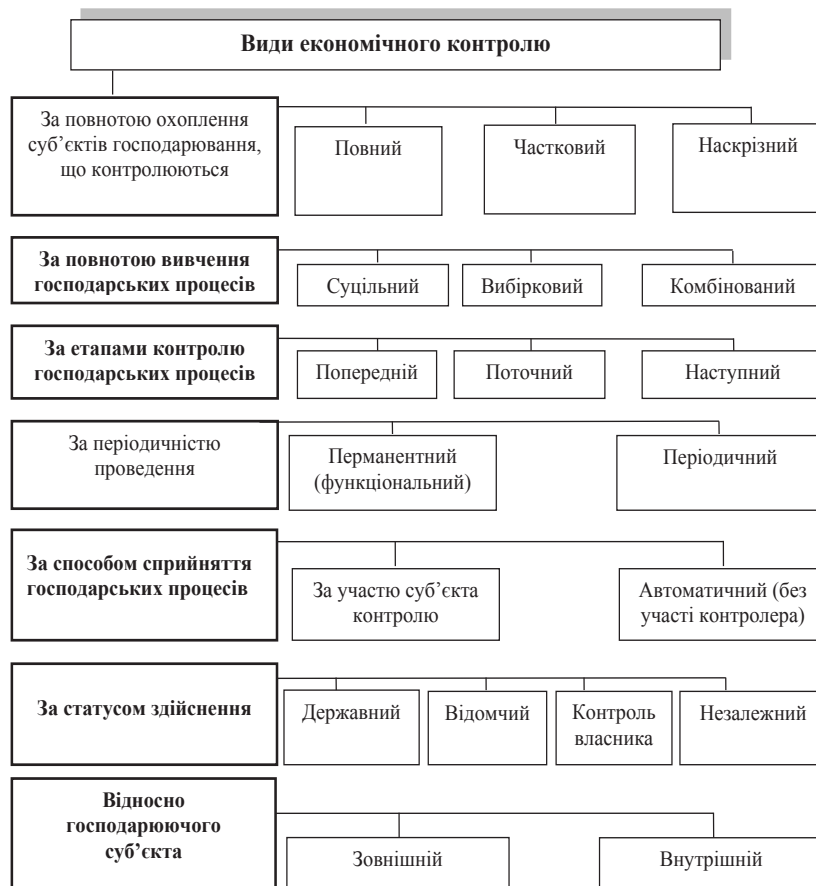 Види економічного контролю
За повнотою охоплення
суб’єктів господарювання,
що контролюються
Повний
Частковий
Наскрізний
За повнотою вивчення
господарських процесів
Суцільний
Вибірковий
Комбінований
За етапами контролю
господарських процесів
Попередній
Поточний
Наступний
За періодичністю
проведення
Перманентний
(функціональний)
Періодичний
За способом сприйняття
господарських процесів
За участю суб’єкта
контролю
Автоматичний (без
участі контролера)
За статусом здійснення
Державний
Відомчий
Контроль
власника
Незалежний
Відносно
господарюючого
суб’єкта
Зовнішній
Внутрішній